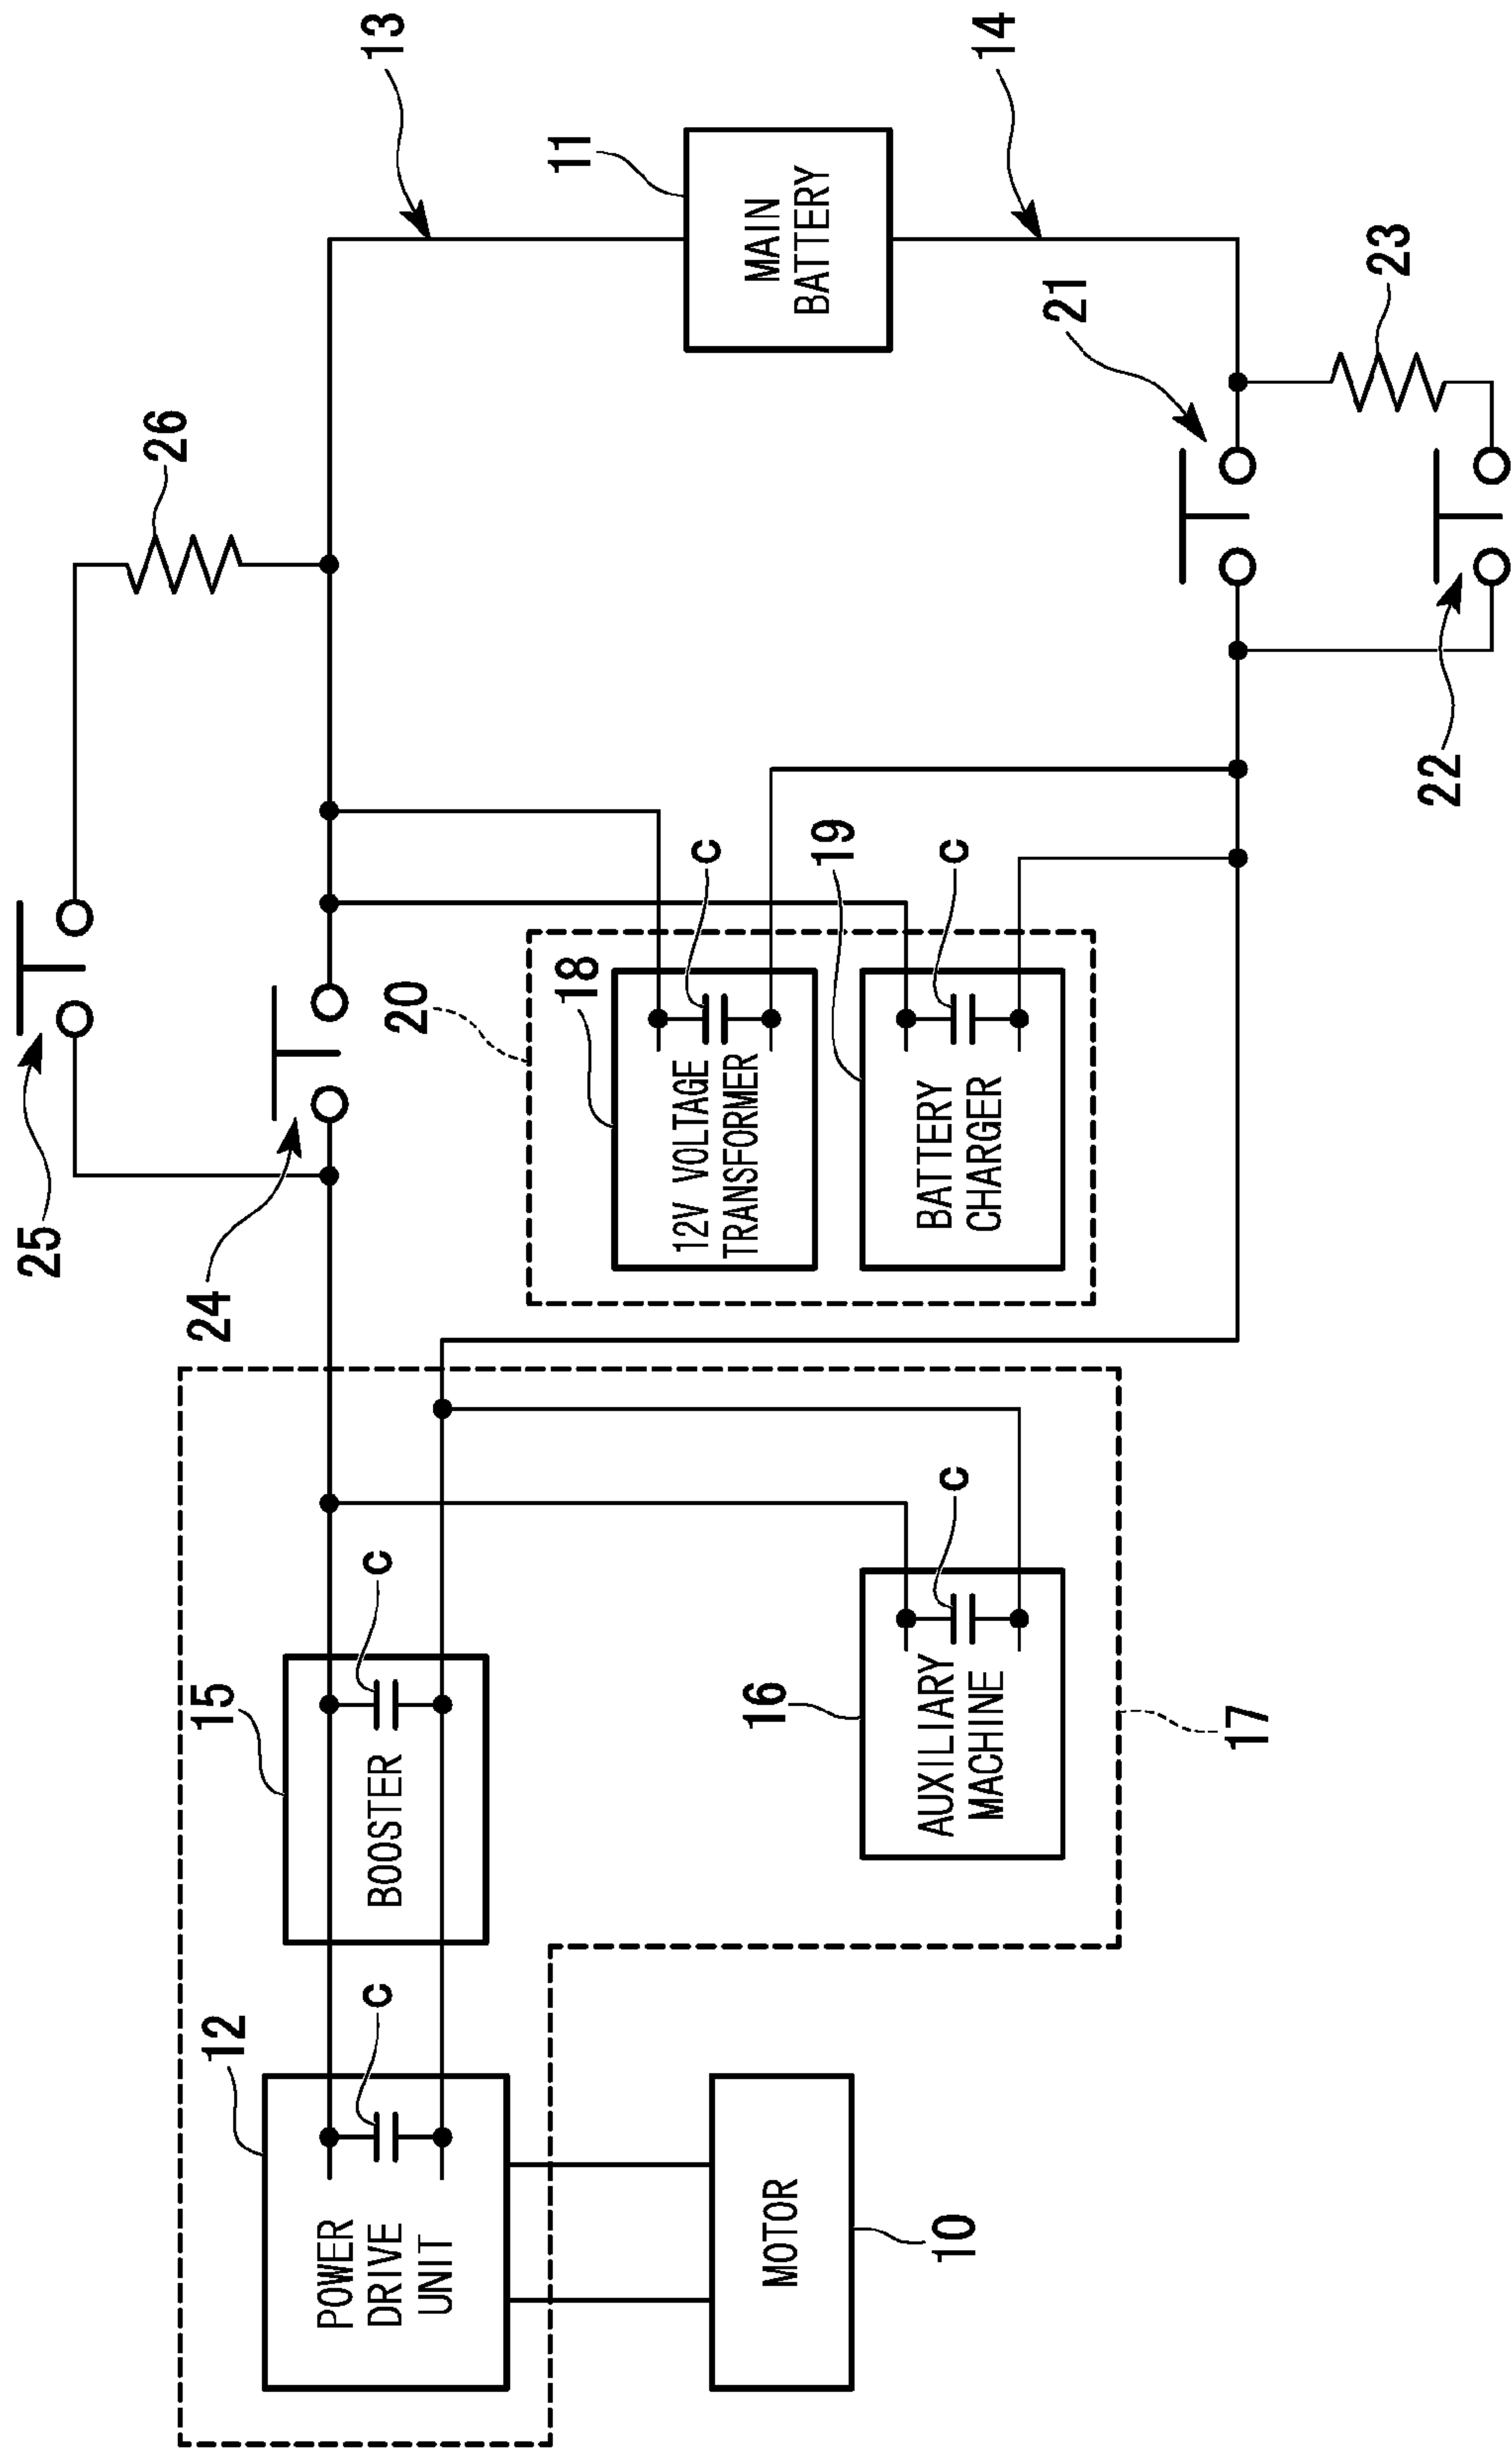 25
26
12
15
24
13
c
c
20
POWER
DRIVE
UNIT
BOOSTER
18
11
c
12V VOLTAGE
TRANSFORMER
MAIN
BATTERY
MOTOR
16
19
10
c
c
AUXILIARY
MACHINE
BATTERY
CHARGER
14
21
17
23
22